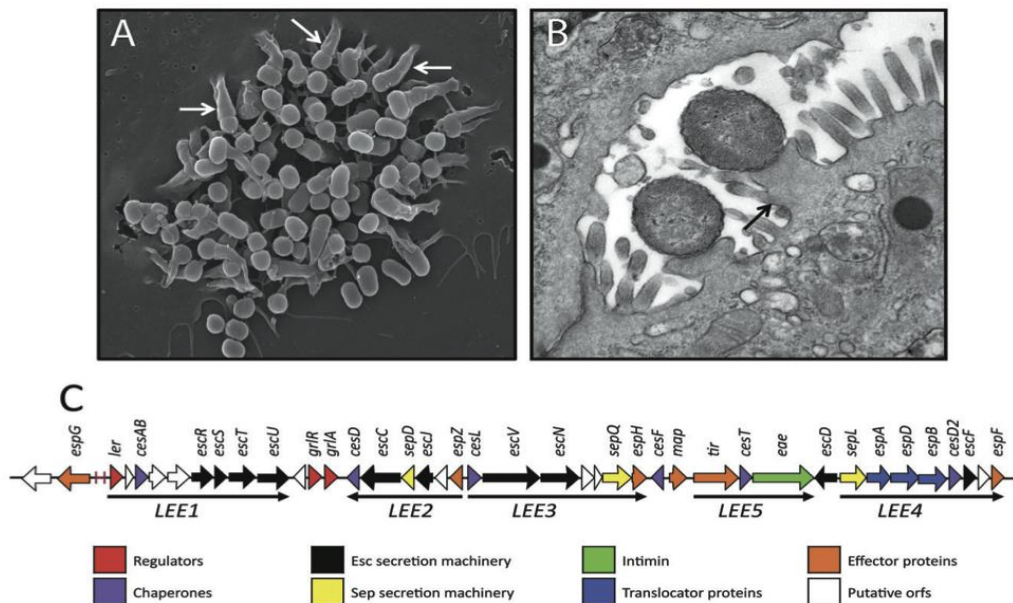 A
B
C
espG
ler
cesAB
escR
escS
escT
escU
grlR
grlA
cesD
escC
sepD
escJ
espZ
cesL
escV
escN
sepQ
espH
cesF
map
tir
cesT
eae
escD
sepL
espA
espD
espB
cesD2
escF
espF
LEE1 LEE2 LEE3 LEE5 LEE4
Regulators Esc secretion machinery Intimin Effector proteins
Chaperones Sep secretion machinery Translocator proteins Putative orfs